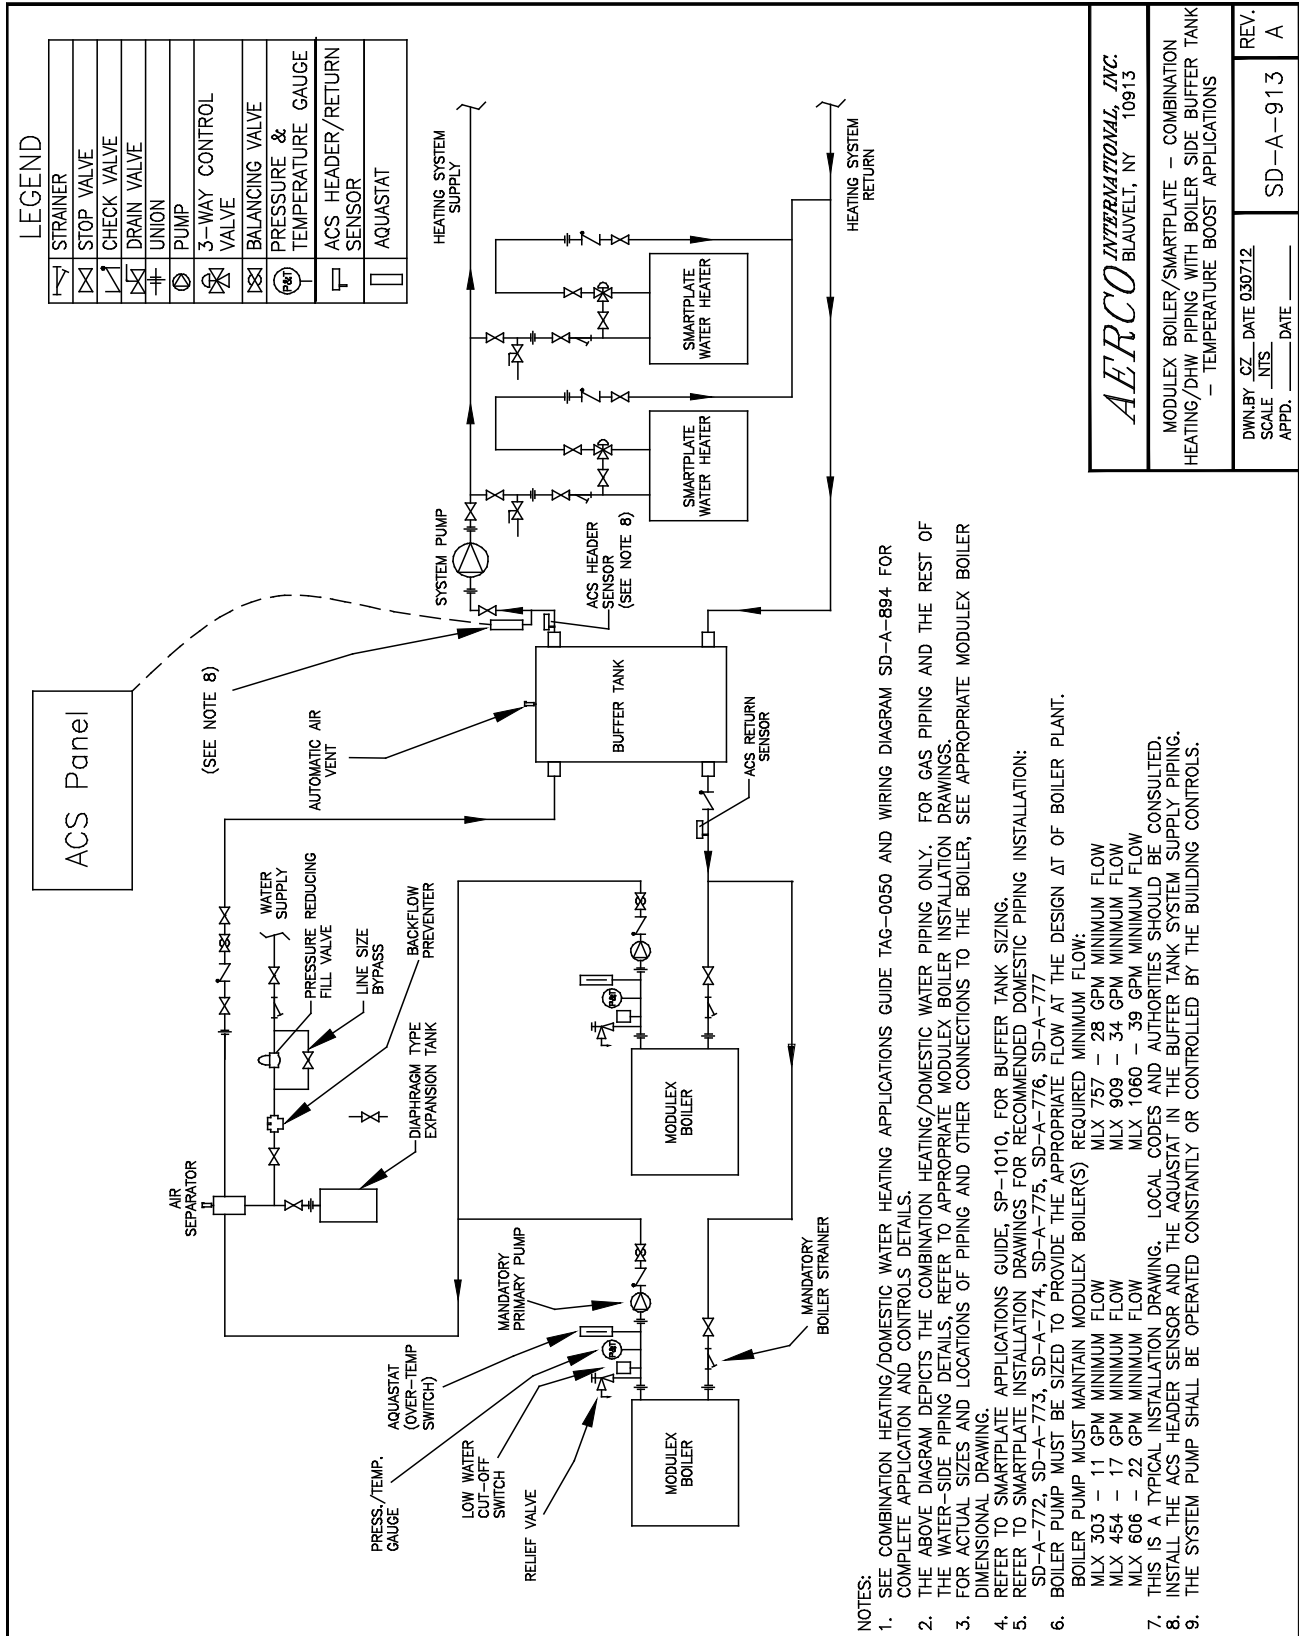 LEGEND
STRAINER
STOP VALVE
CHECK VALVE
DRAIN VALVE
UNION
PUMP
3-WAY CONTROL
VALVE
BALANCING VALVE
P&T
PRESSURE &
TEMPERATURE GAUGE
ACS HEADER/RETURN
SENSOR
AQUASTAT
ACS Panel
(SEE NOTE 8)
HEATING SYSTEM
SUPPLY
SYSTEM PUMP
AUTOMATIC AIR
VENT
WATER
SUPPLY
PRESSURE REDUCING
FILL VALVE
LINE SIZE
BYPASS
BACKFLOW
PREVENTER
DIAPHRAGM TYPE
EXPANSION TANK
AIR
SEPARATOR
MANDATORY
PRIMARY PUMP
AQUASTAT
(OVER-TEMP
SWITCH)
PRESS./TEMP.
GAUGE
LOW WATER
CUT-OFF
SWITCH
RELIEF VALVE
P&T
P&T
ACS HEADER
SENSOR
(SEE NOTE 8)
BUFFER TANK
SMARTPLATE
WATER HEATER
SMARTPLATE
WATER HEATER
MODULEX
BOILER
MODULEX
BOILER
ACS RETURN
SENSOR
MANDATORY
BOILER STRAINER
HEATING SYSTEM
RETURN
NOTES:
1. SEE COMBINATION HEATING/DOMESTIC WATER HEATING APPLICATIONS GUIDE TAG-0050 AND WIRING DIAGRAM SD-A-894 FOR
COMPLETE APPLICATION AND CONTROLS DETAILS.
2. THE ABOVE DIAGRAM DEPICTS THE COMBINATION HEATING/DOMESTIC WATER PIPING ONLY. FOR GAS PIPING AND THE REST OF
THE WATER-SIDE PIPING DETAILS, REFER TO APPROPRIATE MODULEX BOILER INSTALLATION DRAWINGS.
3. FOR ACTUAL SIZES AND LOCATIONS OF PIPING AND OTHER CONNECTIONS TO THE BOILER, SEE APPROPRIATE MODULEX BOILER
DIMENSIONAL DRAWING.
4. REFER TO SMARTPLATE APPLICATIONS GUIDE, SP-1010, FOR BUFFER TANK SIZING.
5. REFER TO SMARTPLATE INSTALLATION DRAWINGS FOR RECOMMENDED DOMESTIC PIPING INSTALLATION:
SD-A-772, SD-A-773, SD-A-774, SD-A-775, SD-A-776, SD-A-777
6. BOILER PUMP MUST BE SIZED TO PROVIDE THE APPROPRIATE FLOW AT THE DESIGN ΔT OF BOILER PLANT.
BOILER PUMP MUST MAINTAIN MODULEX BOILER(S) REQUIRED MINIMUM FLOW:
MLX 303 - 11 GPM MINIMUM FLOW MLX 757 - 28 GPM MINIMUM FLOW
MLX 454 - 17 GPM MINIMUM FLOW MLX 909 - 34 GPM MINIMUM FLOW
MLX 606 - 22 GPM MINIMUM FLOW MLX 1060 - 39 GPM MINIMUM FLOW
7. THIS IS A TYPICAL INSTALLATION DRAWING. LOCAL CODES AND AUTHORITIES SHOULD BE CONSULTED.
8. INSTALL THE ACS HEADER SENSOR AND THE AQUASTAT IN THE BUFFER TANK SYSTEM SUPPLY PIPING.
9. THE SYSTEM PUMP SHALL BE OPERATED CONSTANTLY OR CONTROLLED BY THE BUILDING CONTROLS.
AERCO INTERNATIONAL, INC.
BLAUVELT, NY 10913
MODULEX BOILER/SMARTPLATE - COMBINATION
HEATING/DHW PIPING WITH BOILER SIDE BUFFER TANK
- TEMPERATURE BOOST APPLICATIONS
DWN.BY CZ DATE 030712
SCALE NTS
APPD. DATE
SD-A-913
REV.
A